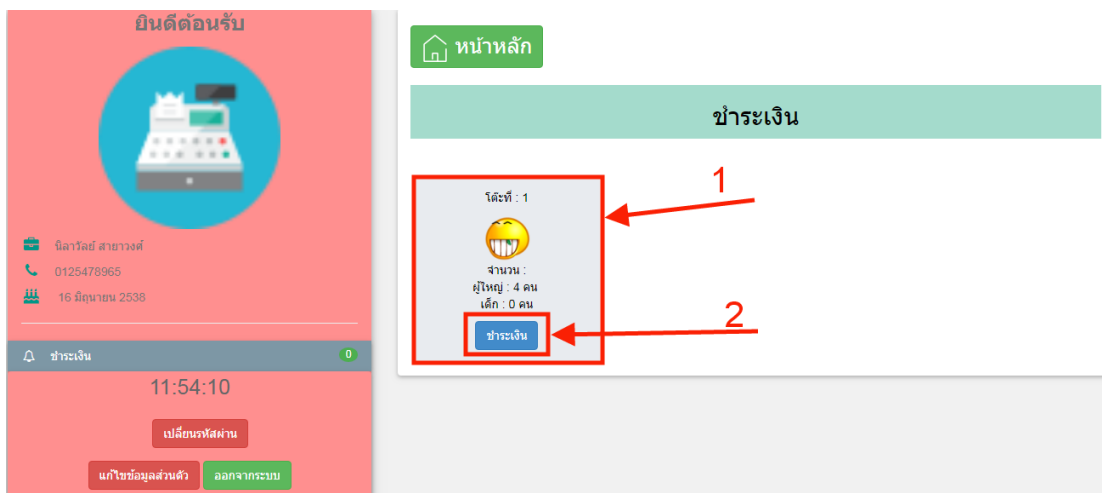 ยินดีต้อนรับ
นิลาวัลย์ สายาวงศ์
0125478965
16 มิถุนายน 2538
ชำระเงิน 0
11:54:10
เปลี่ยนรหัสผ่าน
แก้ไขข้อมูลส่วนตัว ออกจากระบบ
หน้าหลัก
ชำระเงิน
โต๊ะที่ : 1
จำนวน :
ผู้ใหญ่ : 4 คน
เด็ก : 0 คน
ชำระเงิน
1
2